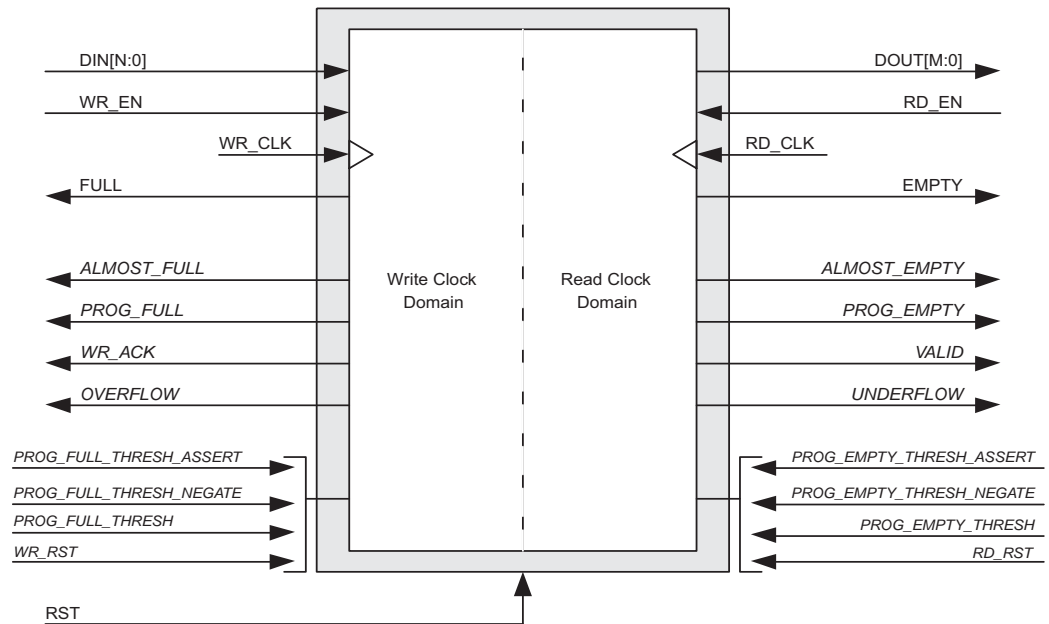 DIN[N:0]
DOUT[M:0]
WR_EN
RD_EN
WR_CLK
RD_CLK
FULL
EMPTY
ALMOST_FULL
Write Clock
Domain
Read Clock
Domain
ALMOST_EMPTY
PROG_FULL
PROG_EMPTY
WR_ACK
VALID
OVERFLOW
UNDERFLOW
PROG_FULL_THRESH_ASSERT
PROG_EMPTY_THRESH_ASSERT
PROG_FULL_THRESH_NEGATE
PROG_EMPTY_THRESH_NEGATE
PROG_FULL_THRESH
PROG_EMPTY_THRESH
WR_RST
RD_RST
RST